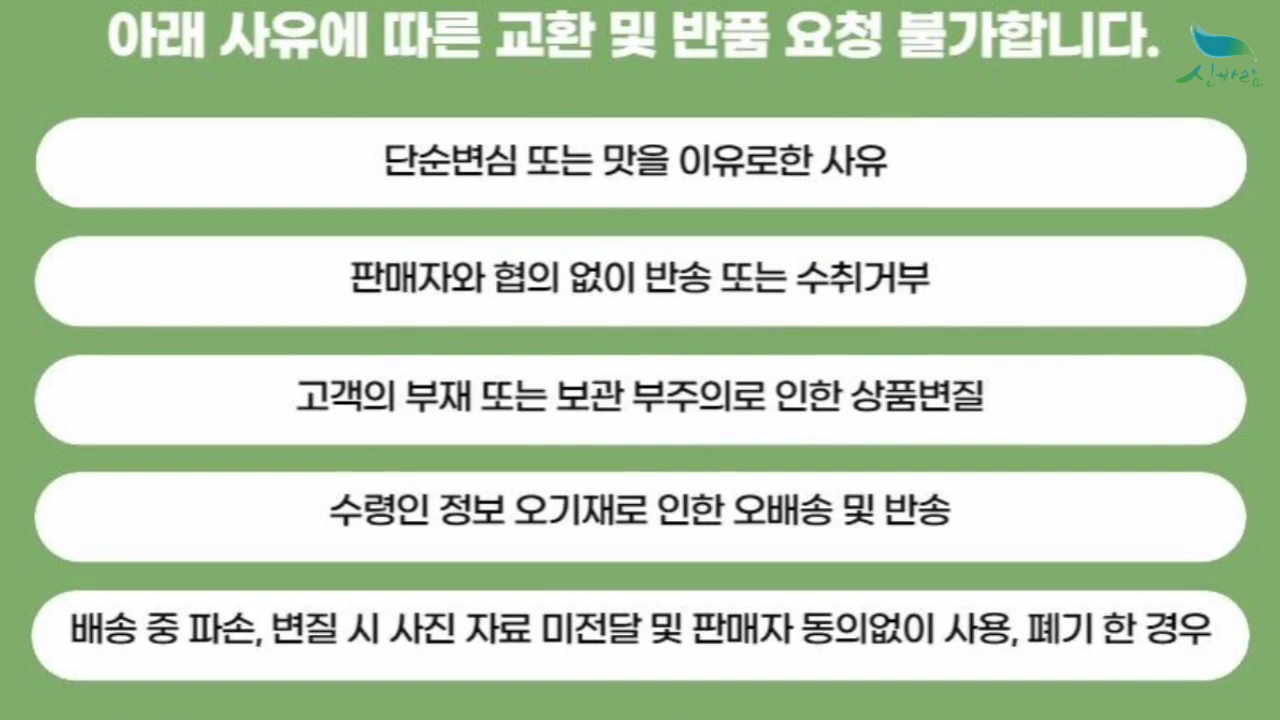 아래 사유에 따른 교환 및 반품 요청 불가합니다.
신바람
단순변심 또는 맛을 이유로한 사유
판매자와 협의 없이 반송 또는 수취거부
고객의 부재 또는 보관 부주의로 인한 상품변질
수령인 정보 오기재로 인한 오배송 및 반송
배송 중 파손, 변질 시 사진 자료 미전달 및 판매자 동의없이 사용, 폐기 한 경우